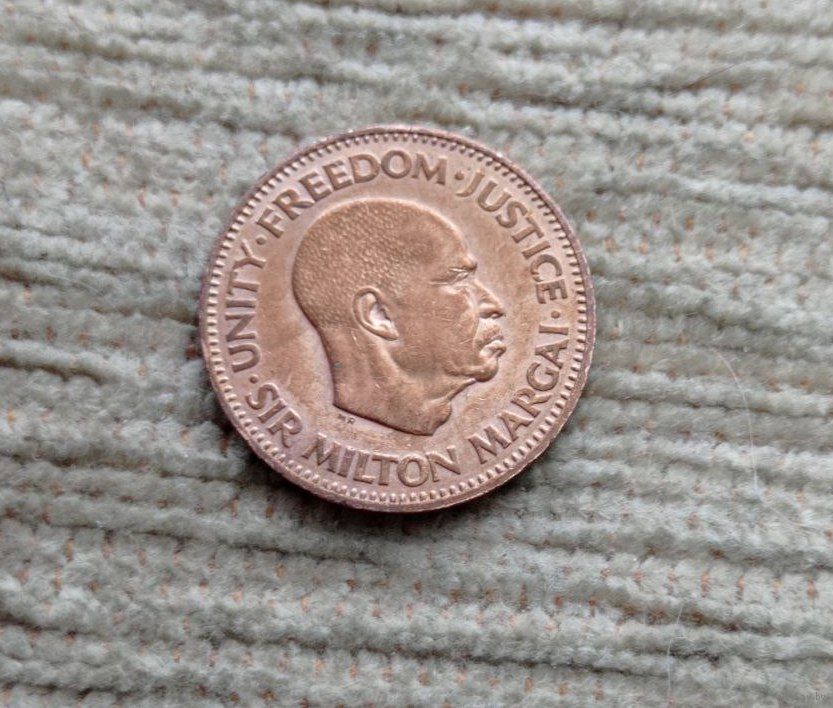 · UNITY · FREEDOM · JUSTICE ·
SIR MILTON MARGAI